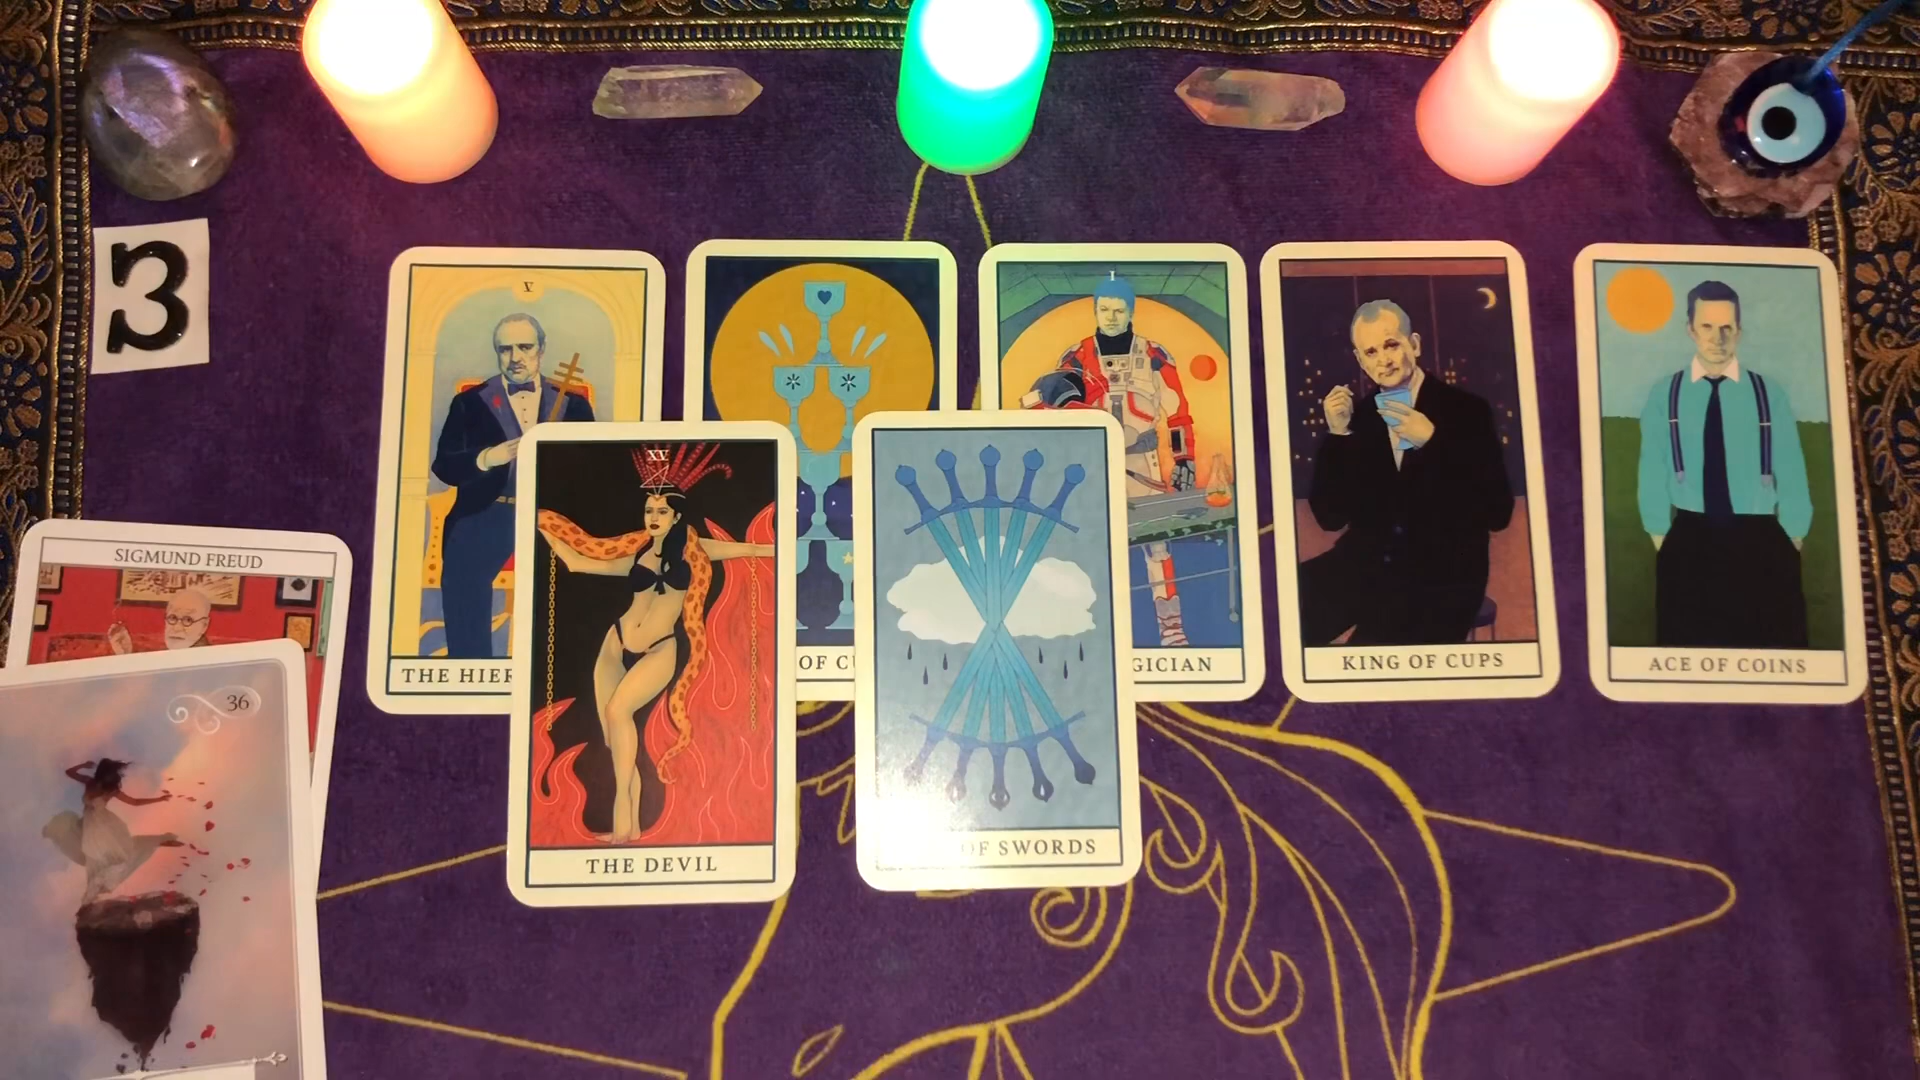 3
V
I
XV
THE HIER
OF CU
GICIAN
KING OF CUPS
ACE OF COINS
SIGMUND FREUD
36
THE DEVIL
OF SWORDS